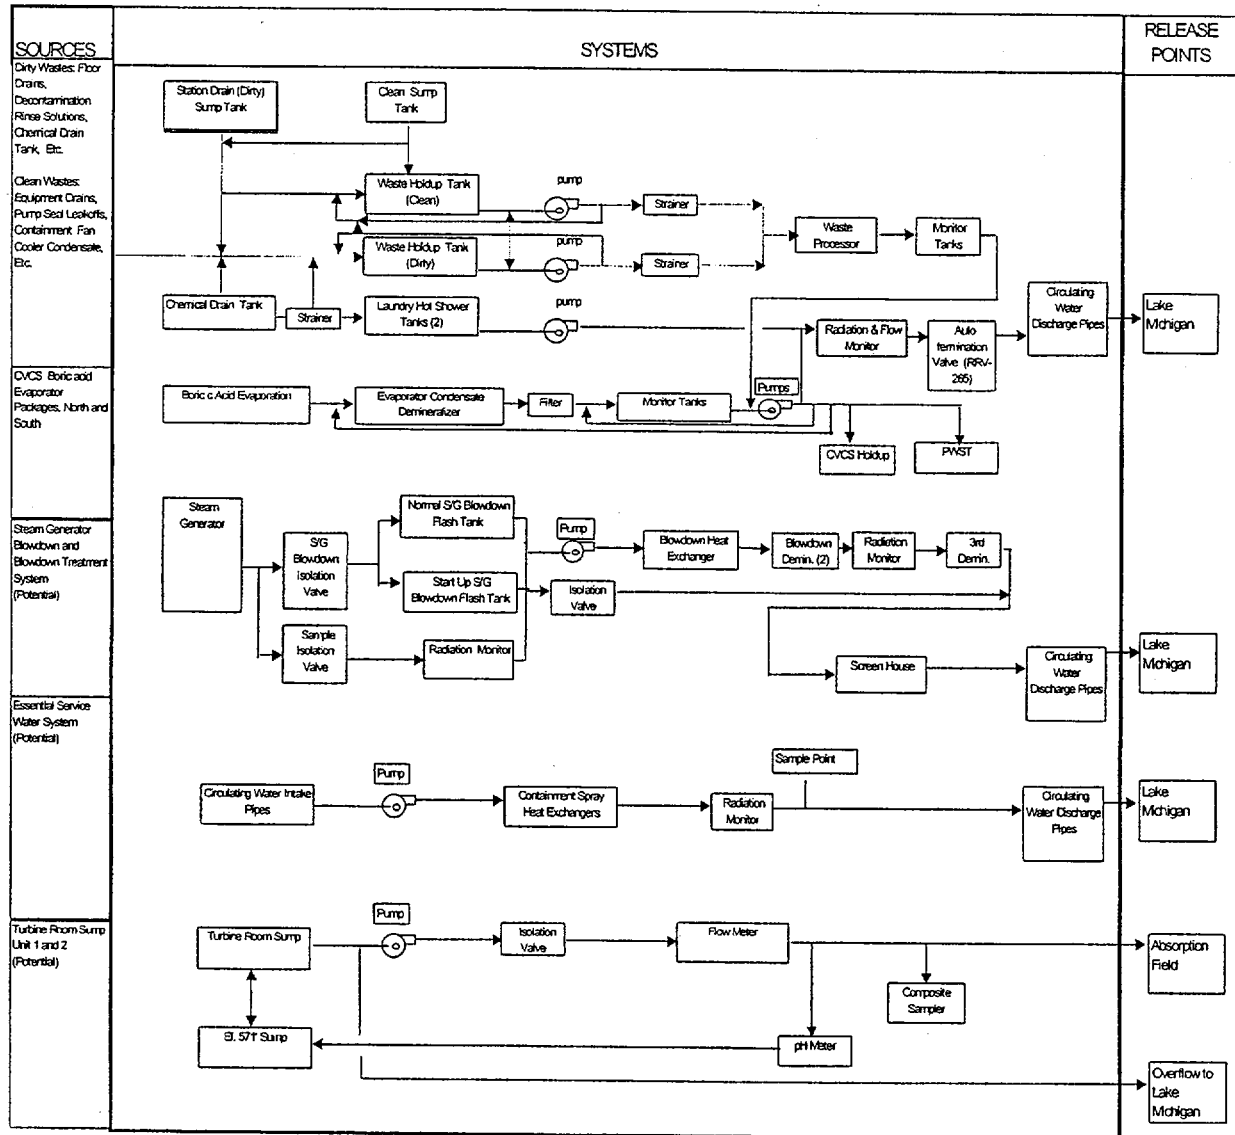 SOURCES
SYSTEMS
RELEASE
POINTS
Dirty Wastes: Floor
Drains,
Decontamination
Rinse Solutions,
Chemical Drain
Tank, Etc.
Clean Wastes:
Equipment Drains,
Pump Seal Leakoffs,
Containment Fan
Cooler Condensate,
Etc.
Station Drain (Dirty)
Sump Tank
Clean Sump
Tank
Waste Holdup Tank
(Clean)
pump
Strainer
Waste Holdup Tank
(Dirty)
pump
Strainer
Waste
Processor
Monitor
Tanks
Chemical Drain Tank
Strainer
Laundry Hot Shower
Tanks (2)
pump
Radiation & Flow
Monitor
Auto
termination
Valve (RRV-
265)
Circulating
Water
Discharge Pipes
Lake
Michigan
CVCS Boric acid
Evaporator
Packages, North and
South
Boric c Acid Evaporation
Evaporator Condensate
Demineralizer
Filter
Monitor Tanks
Pumps
CVCS Holdup
PWST
Steam Generator
Blowdown and
Blowdown Treatment
System
(Potential)
Steam
Generator
S/G
Blowdown
Isolation
Valve
Normal S/G Blowdown
Flash Tank
Start Up S/G
Blowdown Flash Tank
Pump
Blowdown Heat
Exchanger
Blowdown
Demin. (2)
Radiation
Monitor
3rd
Demin.
Isolation
Valve
Sample
Isolation
Valve
Radiation Monitor
Screen House
Circulating
Water
Discharge Pipes
Lake
Michigan
Essential Service
Water System
(Potential)
Circulating Water Intake
Pipes
Pump
Containment Spray
Heat Exchangers
Radiation
Monitor
Sample Point
Circulating
Water Discharge
Pipes
Lake
Michigan
Turbine Room Sump
Unit 1 and 2
(Potential)
Turbine Room Sump
Pump
Isolation
Valve
Flow Meter
Composite
Sampler
Absorption
Field
El. 571' Sump
pH Meter
Overflow to
Lake
Michigan